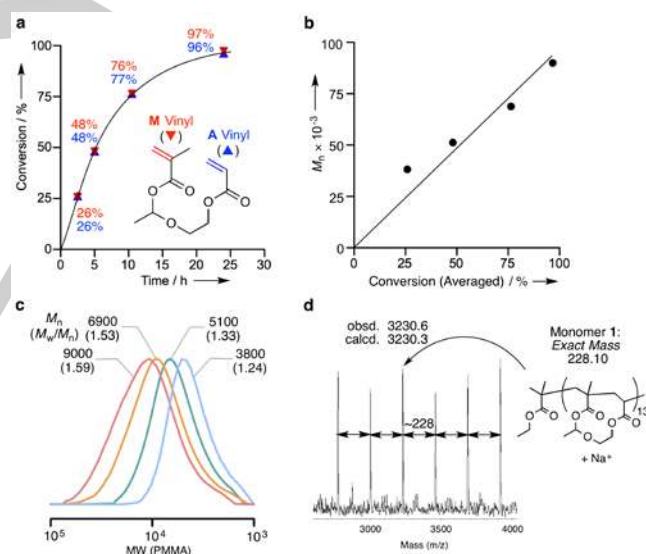 a
100
75
50
25
0
Conversion / %
0 5 10 15 20 25 30
Time / h
97%
96%
76%
77%
48%
48%
26%
26%
M Vinyl
(▼)
A Vinyl
(▲)
O
O
O
O
O
b
100
75
50
25
0
Mn × 10-3
0 25 50 75 100
Conversion (Averaged) / %
c
Mn
(Mw/Mn)
6900
(1.53)
5100
(1.33)
9000
(1.59)
3800
(1.24)
10⁵ 10⁴ 10³
MW (PMMA)
d
obsd. 3230.6
calcd. 3230.3
Monomer 1:
Exact Mass
228.10
~228
13
O
O
O
O
O
O
O
+ Na⁺
3000 3500 4000
Mass (m/z)